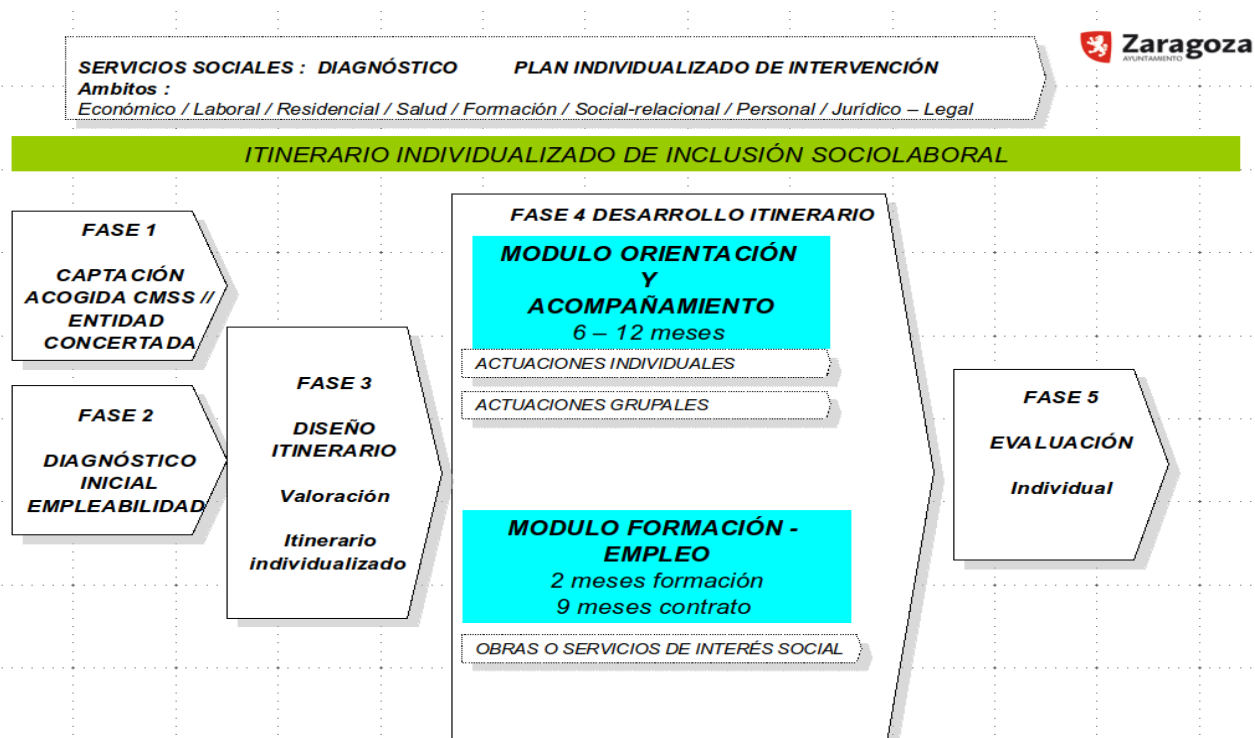 Zaragoza
AYUNTAMIENTO
SERVICIOS SOCIALES : DIAGNÓSTICO PLAN INDIVIDUALIZADO DE INTERVENCIÓN
Ambitos :
Económico / Laboral / Residencial / Salud / Formación / Social-relacional / Personal / Jurídico – Legal
ITINERARIO INDIVIDUALIZADO DE INCLUSIÓN SOCIOLABORAL
FASE 1
CAPTACIÓN
ACOGIDA CMSS //
ENTIDAD
CONCERTADA
FASE 2
DIAGNÓSTICO
INICIAL
EMPLEABILIDAD
FASE 3
DISEÑO
ITINERARIO
Valoración
Itinerario
individualizado
FASE 4 DESARROLLO ITINERARIO
MODULO ORIENTACIÓN
Y
ACOMPAÑAMIENTO
6 – 12 meses
ACTUACIONES INDIVIDUALES
ACTUACIONES GRUPALES
MODULO FORMACIÓN -
EMPLEO
2 meses formación
9 meses contrato
OBRAS O SERVICIOS DE INTERÉS SOCIAL
FASE 5
EVALUACIÓN
Individual